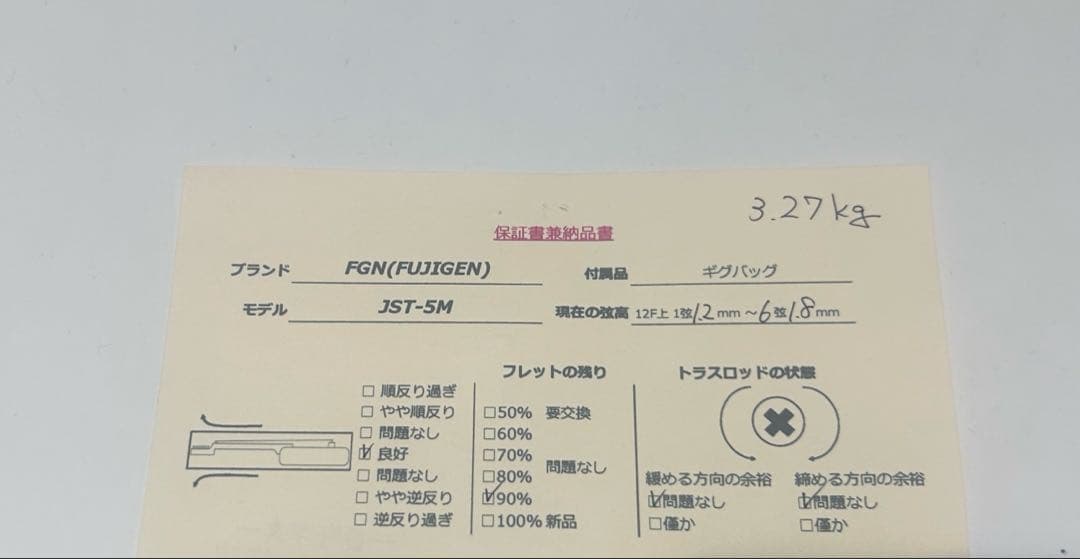 3.27kg
保証書兼納品書
ブランド FGN(FUJIGEN) 付属品 ギグバッグ
モデル JST-5M 現在の弦高 12F上 1弦1.2mm～6弦1.8mm
フレットの残り トラスロッドの状態
□ 順反り過ぎ
□ やや順反り □50% 要交換
□ 問題なし □60%
☑ 良好 □70%
問題なし
□ 問題なし □80% 緩める方向の余裕 締める方向の余裕
□ やや逆反り ☑90% ☑問題なし ☑問題なし
□ 逆反り過ぎ □100% 新品 □僅か □僅か